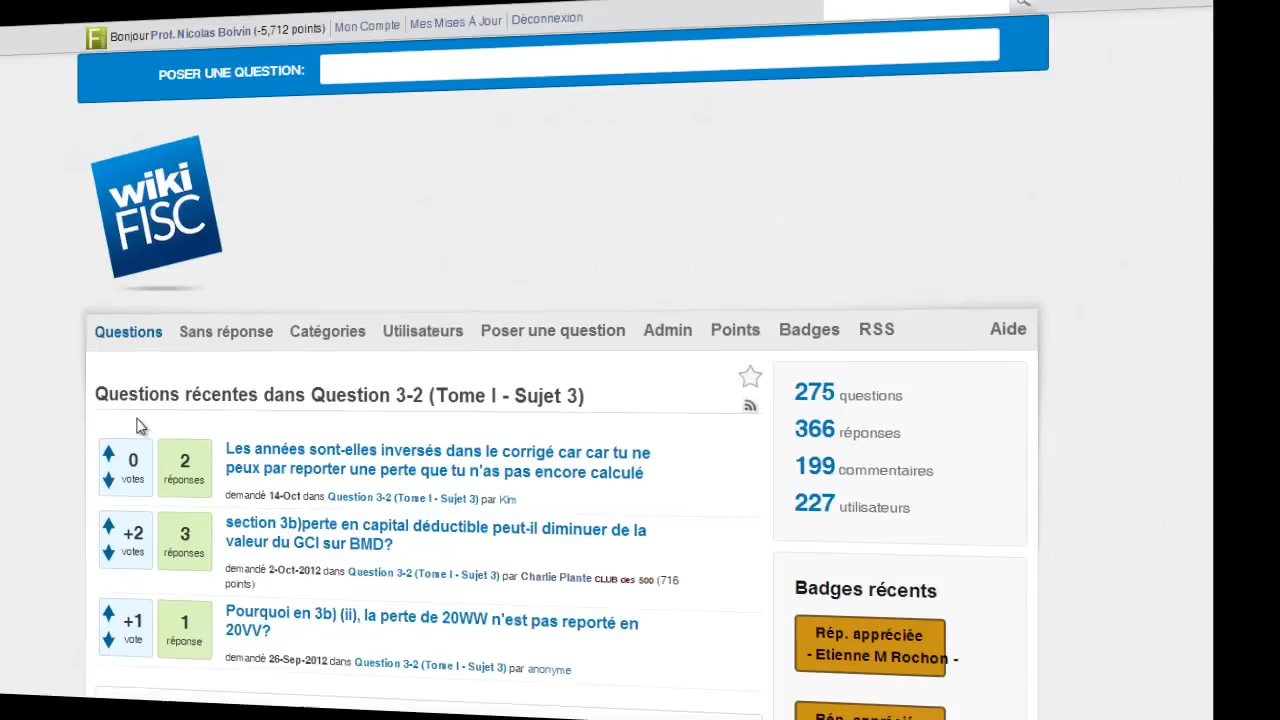 Bonjour Prof. Nicolas Boivin (-5,712 points) Mon Compte Mes Mises À Jour Déconnexion
POSER UNE QUESTION:
wiki
FISC
Questions Sans réponse Catégories Utilisateurs Poser une question Admin Points Badges RSS Aide
Questions récentes dans Question 3-2 (Tome I - Sujet 3)
0
votes
2
réponses
Les années sont-elles inversés dans le corrigé car car tu ne
peux par reporter une perte que tu n'as pas encore calculé
demandé 14-Oct dans Question 3-2 (Tome I - Sujet 3) par Kim
+2
votes
3
réponses
section 3b)perte en capital déductible peut-il diminuer de la
valeur du GCI sur BMD?
demandé 2-Oct-2012 dans Question 3-2 (Tome I - Sujet 3) par Charlie Plante CLUB des 500 (716
points)
+1
vote
1
réponse
Pourquoi en 3b) (ii), la perte de 20WW n'est pas reporté en
20VV?
demandé 26-Sep-2012 dans Question 3-2 (Tome I - Sujet 3) par anonyme
275 questions
366 réponses
199 commentaires
227 utilisateurs
Badges récents
Rép. appréciée
- Etienne M Rochon -
Rép. appréciée